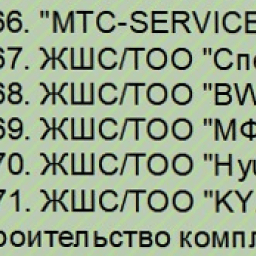 66. "MTC-SERVICE
67. ЖШС/ТОО "Спе
68. ЖШС/ТОО "BW
69. ЖШС/ТОО "МФ
70. ЖШС/ТОО "Hyu
71. ЖШС/ТОО "KY
роительство компл